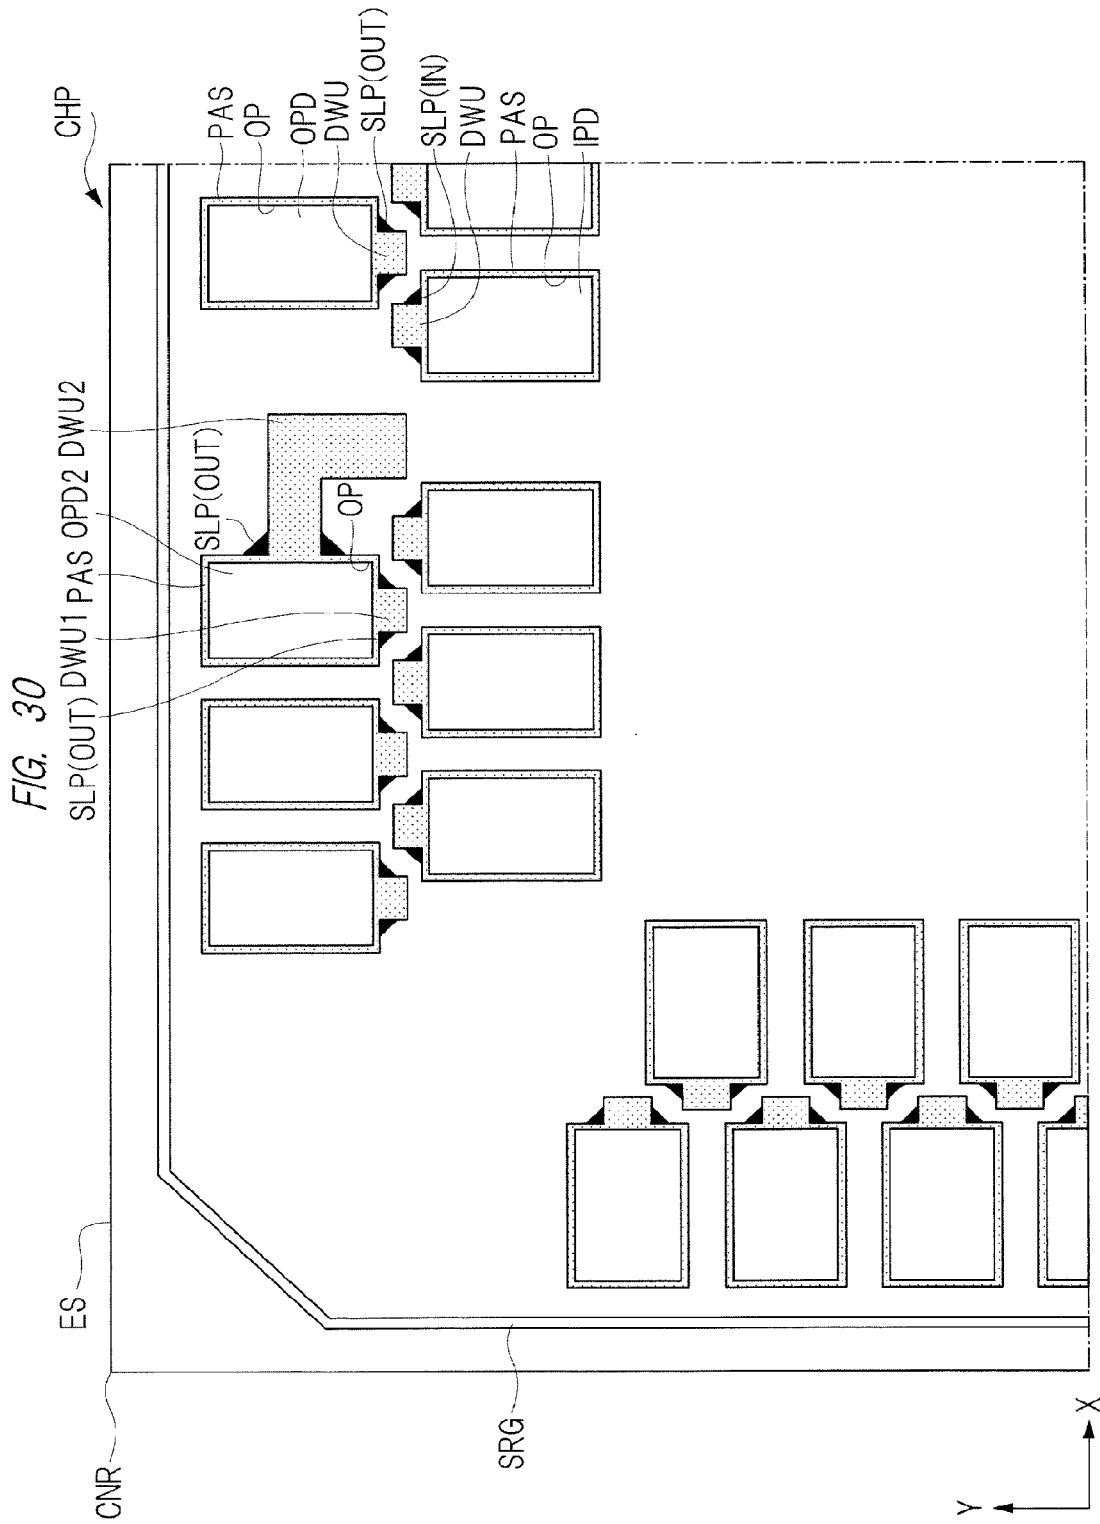 FIG. 30
CHP
SLP(OUT)
DWU1
PAS
OPD2
DWU2
SLP(OUT)
OP
PAS
OP
OPD
DWU
SLP(OUT)
SLP(IN)
DWU
PAS
OP
IPD
ES
CNR
SRG
Y
X